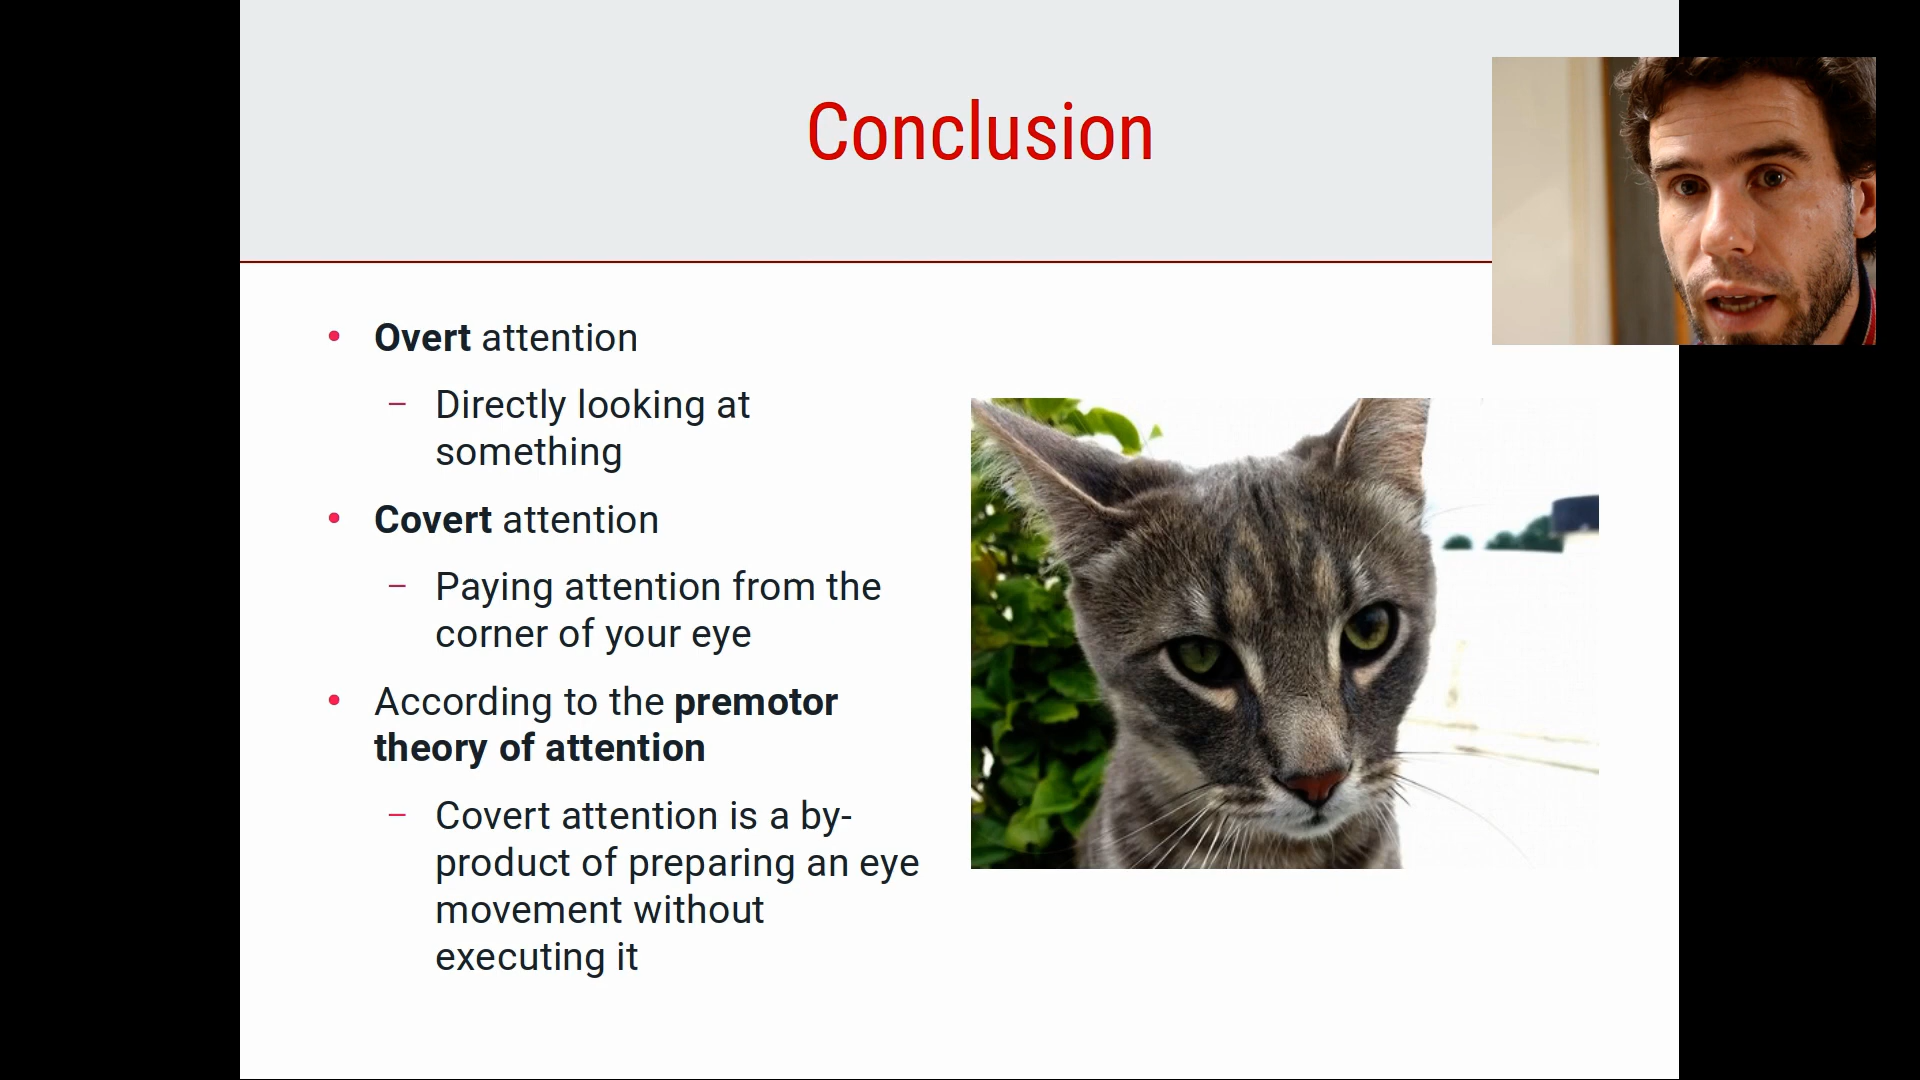 Conclusion
• Overt attention
– Directly looking at
something
• Covert attention
– Paying attention from the
corner of your eye
• According to the premotor
theory of attention
– Covert attention is a by-
product of preparing an eye
movement without
executing it